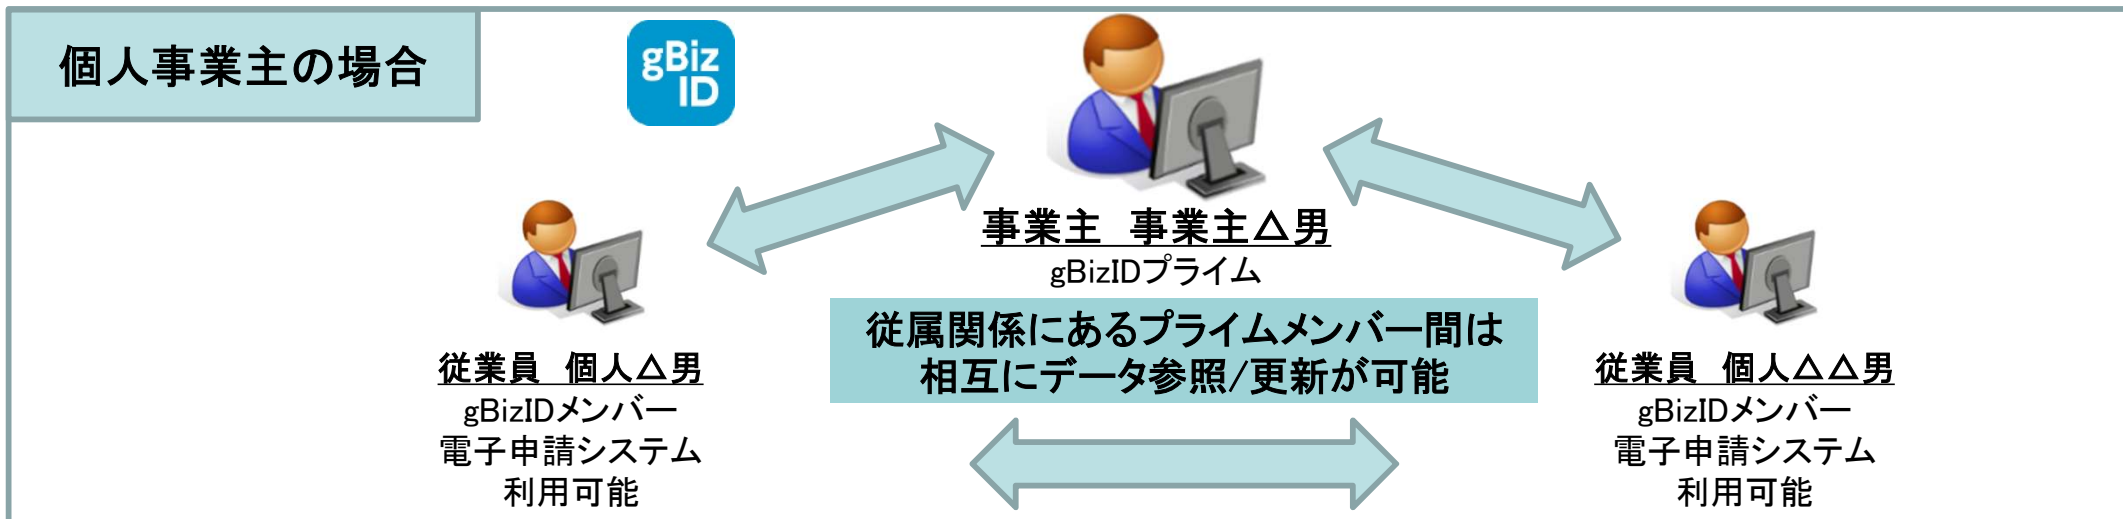 個人事業主の場合
gBiz
ID
事業主　事業主△男
gBizIDプライム
従属関係にあるプライムメンバー間は
相互にデータ参照/更新が可能
従業員　個人△男
gBizIDメンバー
電子申請システム
利用可能
従業員　個人△△男
gBizIDメンバー
電子申請システム
利用可能